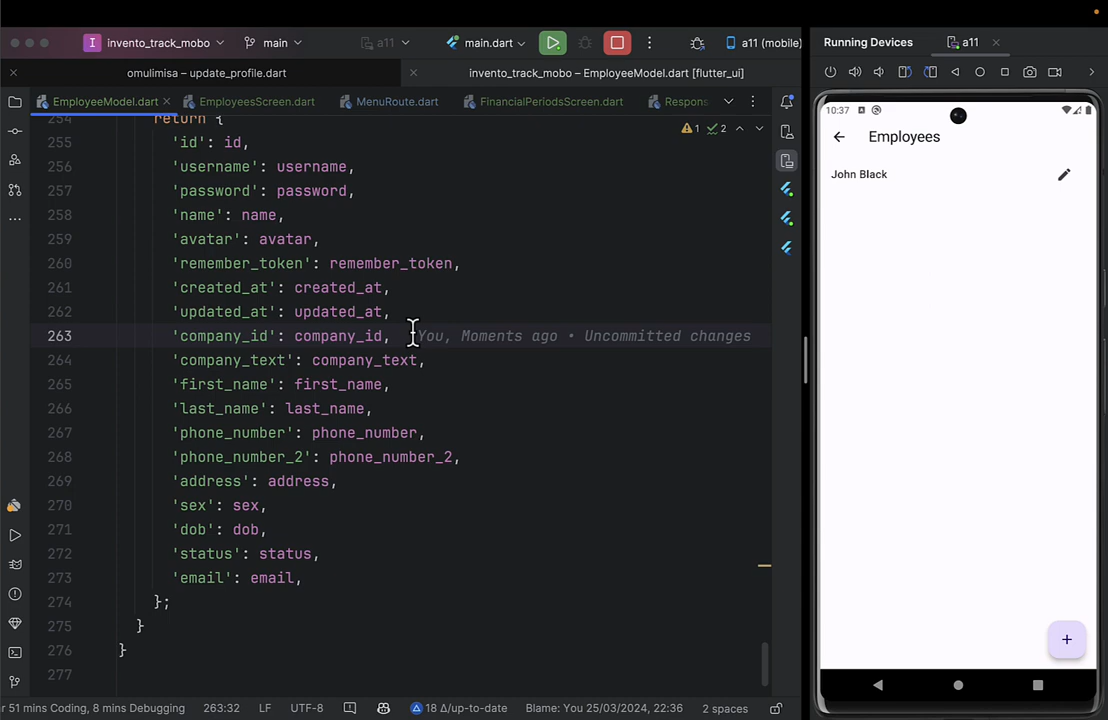 invento_track_mobo
main
a11
main.dart
a11 (mobile)
Running Devices
a11
omulimisa – update_profile.dart
invento_track_mobo – EmployeeModel.dart [flutter_ui]
EmployeeModel.dart
EmployeesScreen.dart
MenuRoute.dart
FinancialPeriodsScreen.dart
Respons
1
2
254 return {
255 'id': id,
256 'username': username,
257 'password': password,
258 'name': name,
259 'avatar': avatar,
260 'remember_token': remember_token,
261 'created_at': created_at,
262 'updated_at': updated_at,
263 'company_id': company_id, You, Moments ago • Uncommitted changes
264 'company_text': company_text,
265 'first_name': first_name,
266 'last_name': last_name,
267 'phone_number': phone_number,
268 'phone_number_2': phone_number_2,
269 'address': address,
270 'sex': sex,
271 'dob': dob,
272 'status': status,
273 'email': email,
274 };
275 }
276 }
277
r 51 mins Coding, 8 mins Debugging
263:32
LF
UTF-8
18 Δ/up-to-date
Blame: You 25/03/2024, 22:36
2 spaces
10:37
Employees
John Black